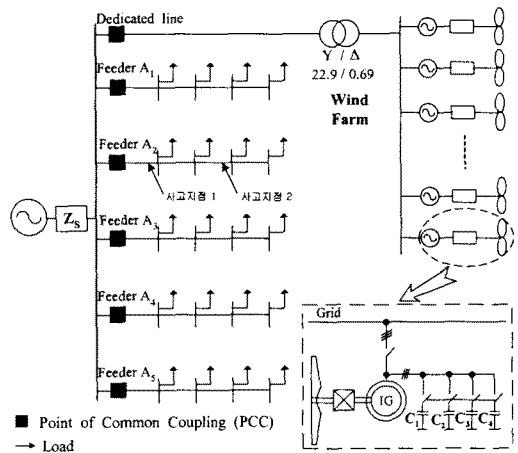 Dedicated line
Feeder A1
Y / Δ
22.9 / 0.69
Wind
Farm
Feeder A2
사고지점 1
사고지점 2
ZS
Feeder A3
Feeder A4
Grid
Feeder A5
IG
C1 C2 C3 C4
Point of Common Coupling (PCC)
Load